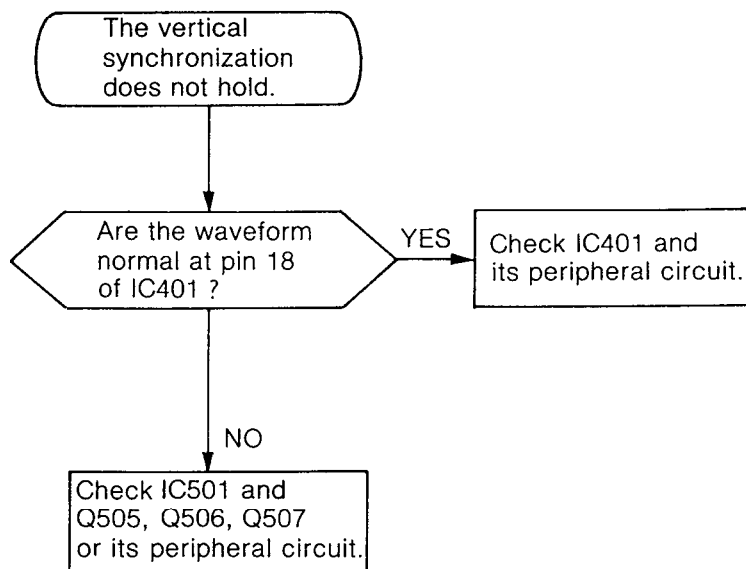 The vertical
synchronization
does not hold.
Are the waveform
normal at pin 18
of IC401 ?
YES
Check IC401 and
its peripheral circuit.
NO
Check IC501 and
Q505, Q506, Q507
or its peripheral circuit.